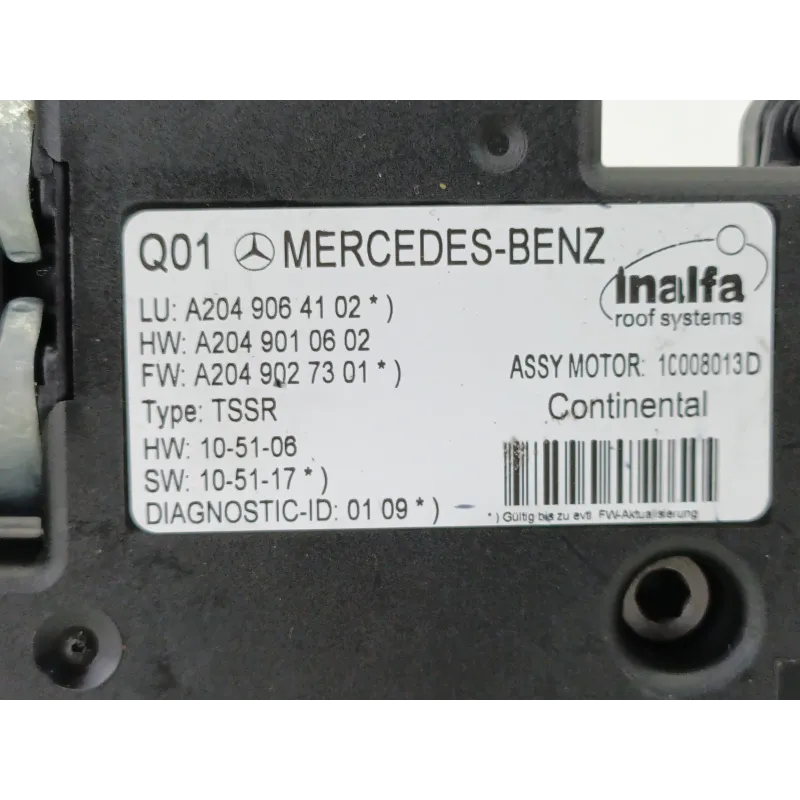 Q01 MERCEDES-BENZ
Inalfa
roof systems
LU: A204 906 41 02 *)
HW: A204 901 06 02
FW: A204 902 73 01 *)
Type: TSSR
HW: 10-51-06
SW: 10-51-17 *)
DIAGNOSTIC-ID: 01 09 *)
ASSY MOTOR: 1C008013D
Continental
*) Gültig bis zu evtl. FW-Aktualisierung